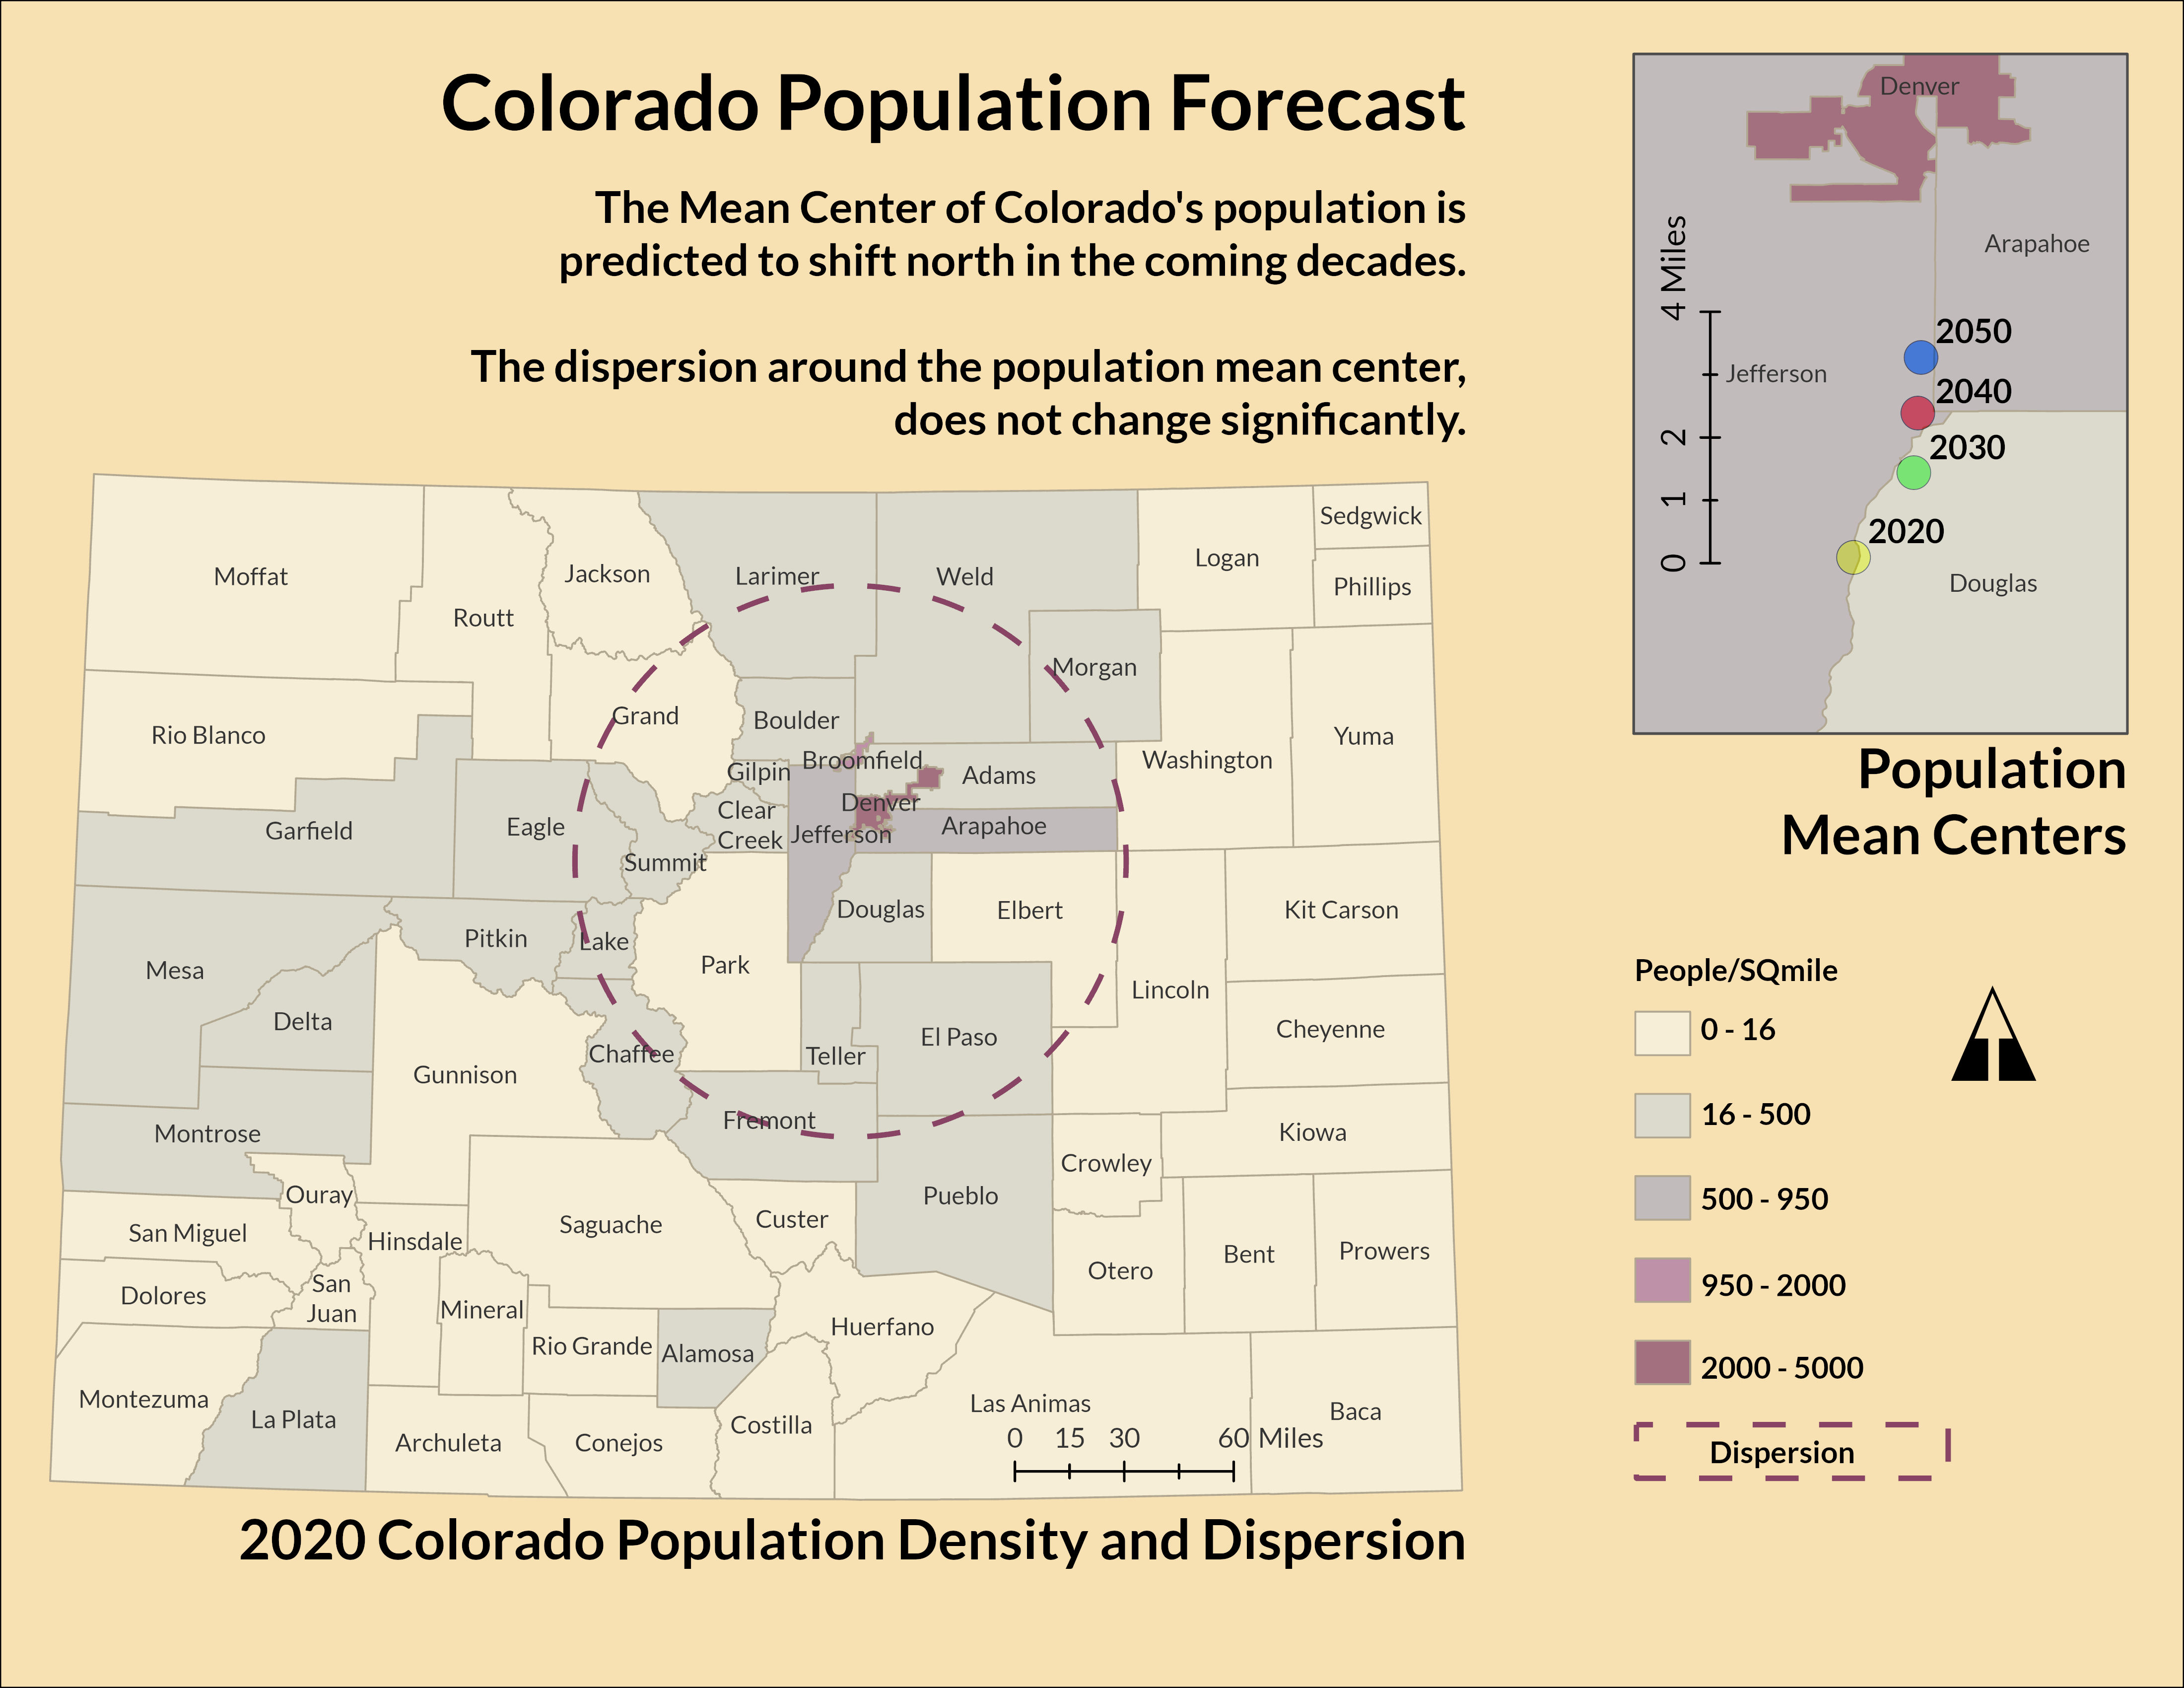 Colorado Population Forecast
The Mean Center of Colorado's population is
predicted to shift north in the coming decades.
The dispersion around the population mean center,
does not change significantly.
Denver
Arapahoe
4 Miles
2050
Jefferson
2040
2
2030
1
2020
0
Douglas
Population
Mean Centers
Sedgwick
Logan
Moffat
Jackson
Larimer
Weld
Phillips
Routt
Morgan
Grand
Boulder
Rio Blanco
Yuma
Broomfield
Washington
Gilpin
Adams
Denver
Clear
Creek
Garfield
Eagle
Jefferson
Arapahoe
Summit
Douglas
Elbert
Kit Carson
Pitkin
Lake
Park
Mesa
Lincoln
Delta
El Paso
Cheyenne
Chaffee
Teller
Gunnison
Fremont
Montrose
Kiowa
Crowley
Ouray
Pueblo
San Miguel
Hinsdale
Saguache
Custer
Bent
Prowers
Otero
San
Juan
Dolores
Mineral
Huerfano
Rio Grande
Alamosa
Montezuma
La Plata
Las Animas
Baca
Archuleta
Conejos
Costilla
0 15 30 60 Miles
2020 Colorado Population Density and Dispersion
People/SQmile
0 - 16
16 - 500
500 - 950
950 - 2000
2000 - 5000
Dispersion